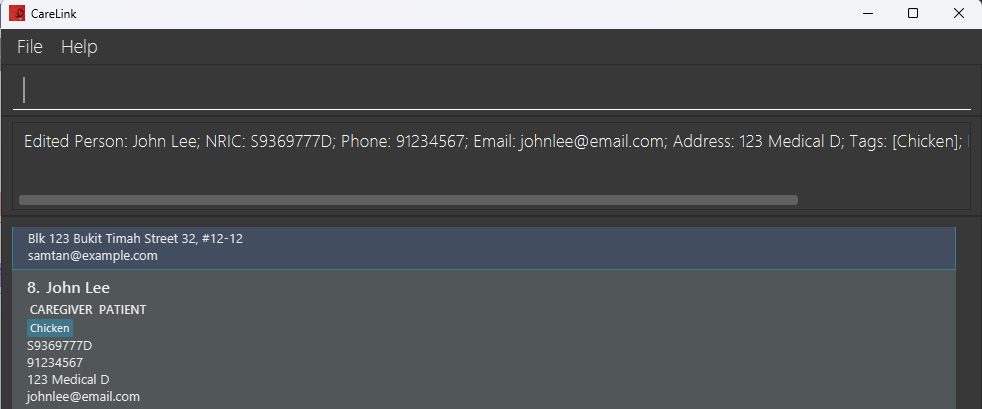 CareLink
File Help
Edited Person: John Lee; NRIC: S9369777D; Phone: 91234567; Email: johnlee@email.com; Address: 123 Medical D; Tags: [Chicken];
Blk 123 Bukit Timah Street 32, #12-12
samtan@example.com
8. John Lee
CAREGIVER PATIENT
Chicken
S9369777D
91234567
123 Medical D
johnlee@email.com